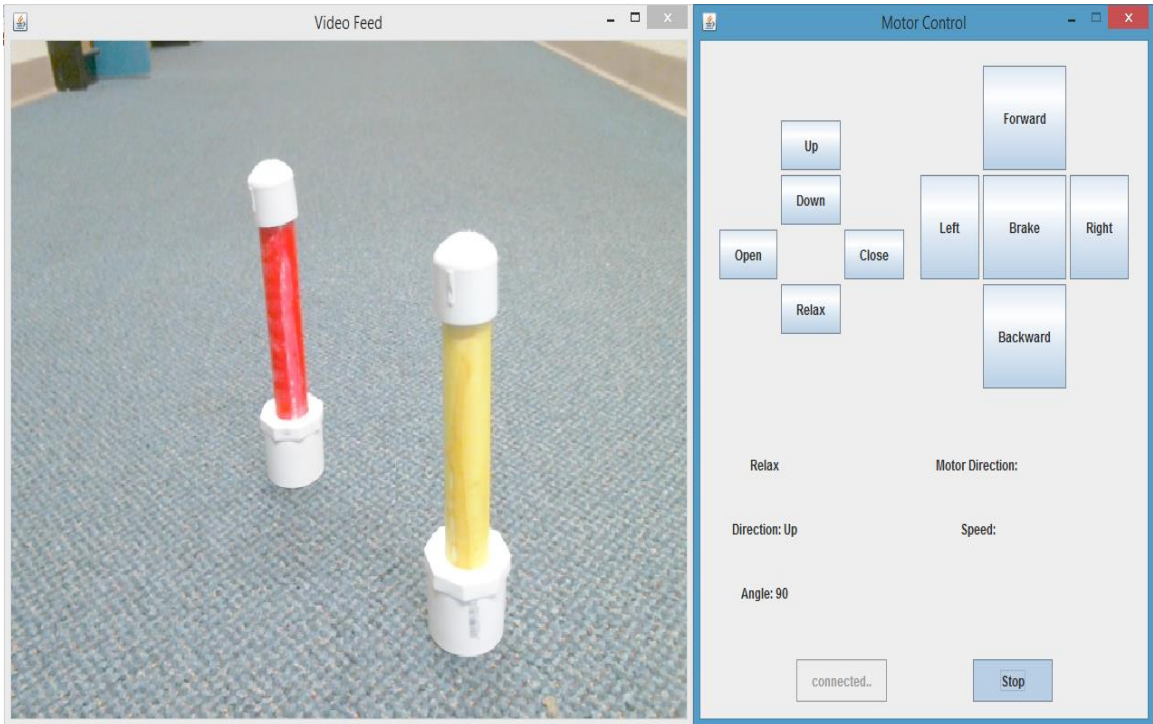 Video Feed
Motor Control
Forward
Up
Down
Left
Brake
Right
Open
Close
Relax
Backward
Relax
Motor Direction:
Direction: Up
Speed:
Angle: 90
connected..
Stop